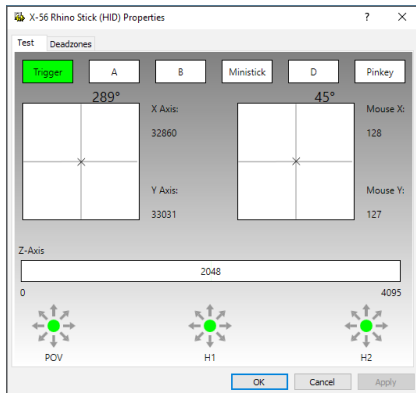 X-56 Rhino Stick (HID) Properties ? X
Test Deadzones
Trigger A B Ministick D Pinkey
289° 45°
X Axis: Mouse X:
32860 128
Y Axis: Mouse Y:
33031 127
Z-Axis
2048
0 4095
POV H1 H2
OK Cancel Apply